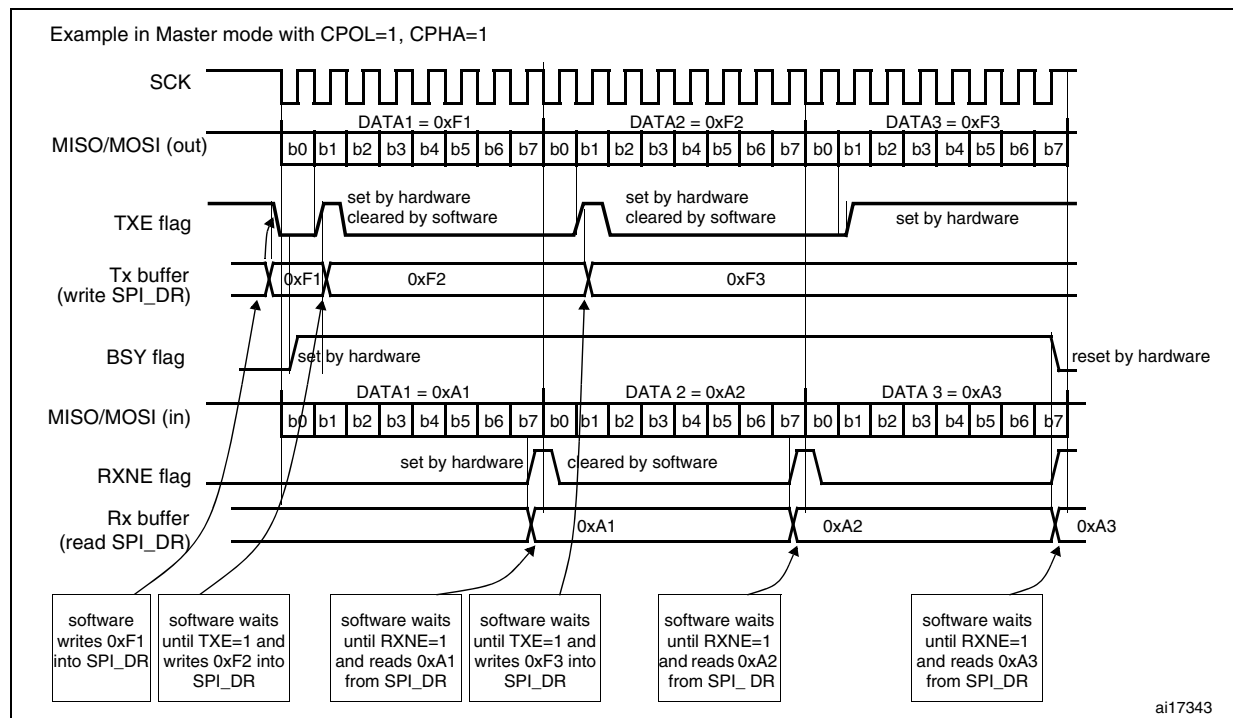 Example in Master mode with CPOL=1, CPHA=1
SCK
DATA1 = 0xF1 DATA2 = 0xF2 DATA3 = 0xF3
MISO/MOSI (out)
b0 b1 b2 b3 b4 b5 b6 b7 b0 b1 b2 b3 b4 b5 b6 b7 b0 b1 b2 b3 b4 b5 b6 b7
TXE flag
set by hardware
cleared by software
set by hardware
cleared by software
set by hardware
Tx buffer
(write SPI_DR)
0xF1 0xF2 0xF3
BSY flag
set by hardware
reset by hardware
DATA1 = 0xA1 DATA 2 = 0xA2 DATA 3 = 0xA3
MISO/MOSI (in)
b0 b1 b2 b3 b4 b5 b6 b7 b0 b1 b2 b3 b4 b5 b6 b7 b0 b1 b2 b3 b4 b5 b6 b7
RXNE flag
set by hardware
cleared by software
Rx buffer
(read SPI_DR)
0xA1 0xA2 0xA3
software
writes 0xF1
into SPI_DR
software waits
until TXE=1 and
writes 0xF2 into
SPI_DR
software waits
until RXNE=1
and reads 0xA1
from SPI_DR
software waits
until TXE=1 and
writes 0xF3 into
SPI_DR
software waits
until RXNE=1
and reads 0xA2
from SPI_ DR
software waits
until RXNE=1
and reads 0xA3
from SPI_DR
ai17343